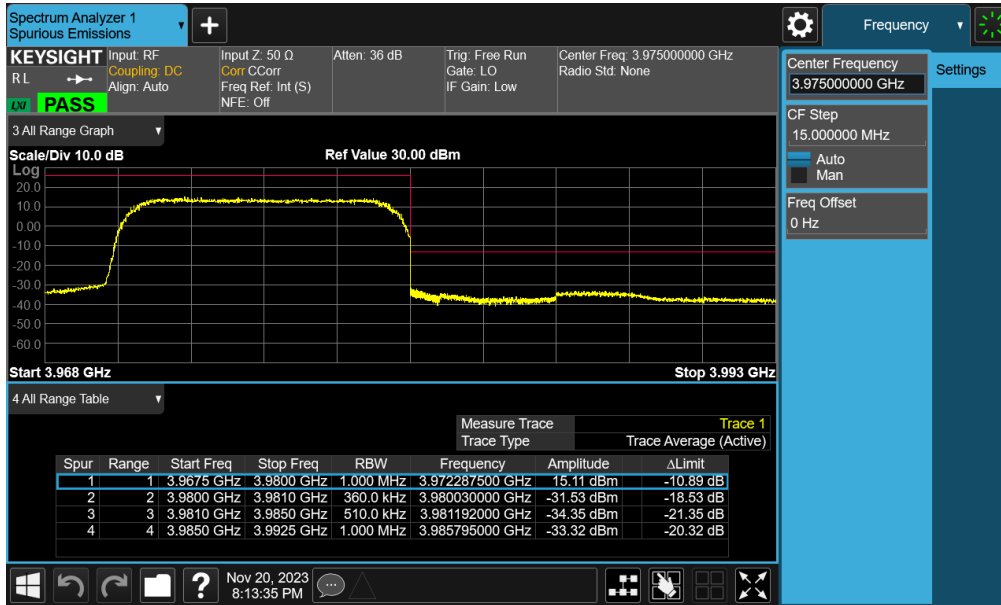 Spectrum Analyzer 1
Spurious Emissions
+
Frequency
KEYSIGHT
R L
LXI PASS
Input: RF
Coupling: DC
Align: Auto
Input Z: 50 Ω
Corr CCorr
Freq Ref: Int (S)
NFE: Off
Atten: 36 dB
Trig: Free Run
Gate: LO
IF Gain: Low
Center Freq: 3.975000000 GHz
Radio Std: None
Center Frequency
3.975000000 GHz
Settings
CF Step
15.000000 MHz
Auto
Man
Freq Offset
0 Hz
3 All Range Graph
Scale/Div 10.0 dB Ref Value 30.00 dBm
Log
20.0
10.0
0.00
-10.0
-20.0
-30.0
-40.0
-50.0
-60.0
Start 3.968 GHz Stop 3.993 GHz
4 All Range Table
Measure Trace Trace 1
Trace Type Trace Average (Active)
Spur Range Start Freq Stop Freq RBW Frequency Amplitude ΔLimit
1 1 3.9675 GHz 3.9800 GHz 1.000 MHz 3.972287500 GHz 15.11 dBm -10.89 dB
2 2 3.9800 GHz 3.9810 GHz 360.0 kHz 3.980030000 GHz -31.53 dBm -18.53 dB
3 3 3.9810 GHz 3.9850 GHz 510.0 kHz 3.981192000 GHz -34.35 dBm -21.35 dB
4 4 3.9850 GHz 3.9925 GHz 1.000 MHz 3.985795000 GHz -33.32 dBm -20.32 dB
?
Nov 20, 2023
8:13:35 PM